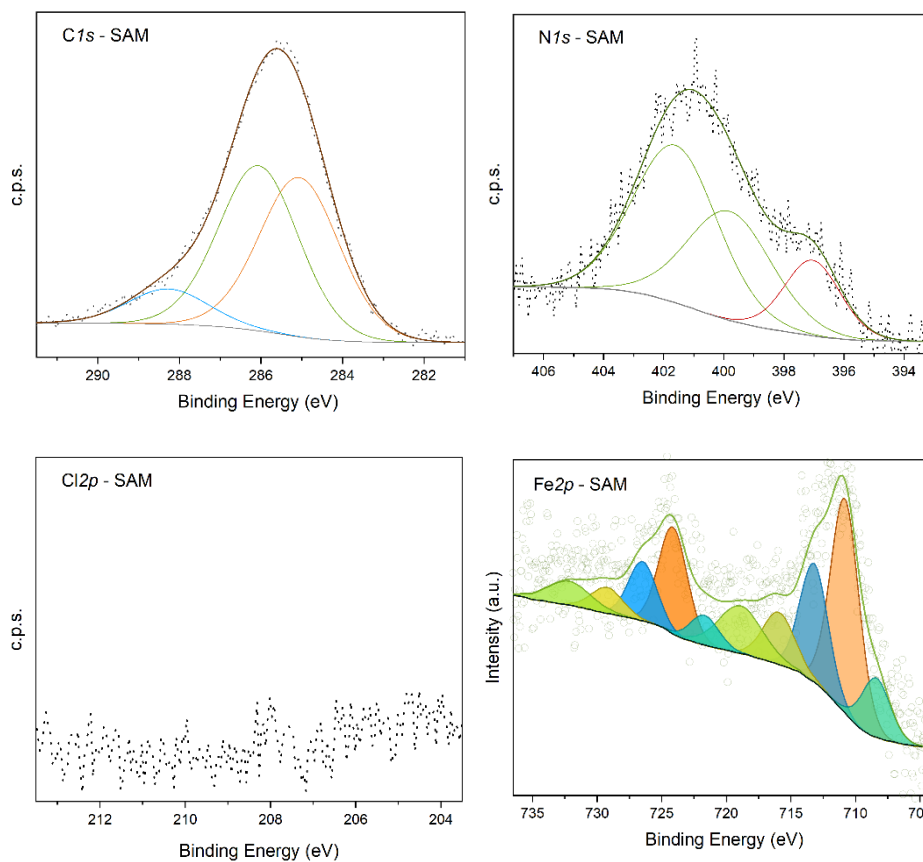 C1s - SAM
c.p.s.
290 288 286 284 282
Binding Energy (eV)
N1s - SAM
c.p.s.
406 404 402 400 398 396 394
Binding Energy (eV)
Cl2p - SAM
c.p.s.
212 210 208 206 204
Binding Energy (eV)
Fe2p - SAM
Intensity (a.u.)
735 730 725 720 715 710 70
Binding Energy (eV)